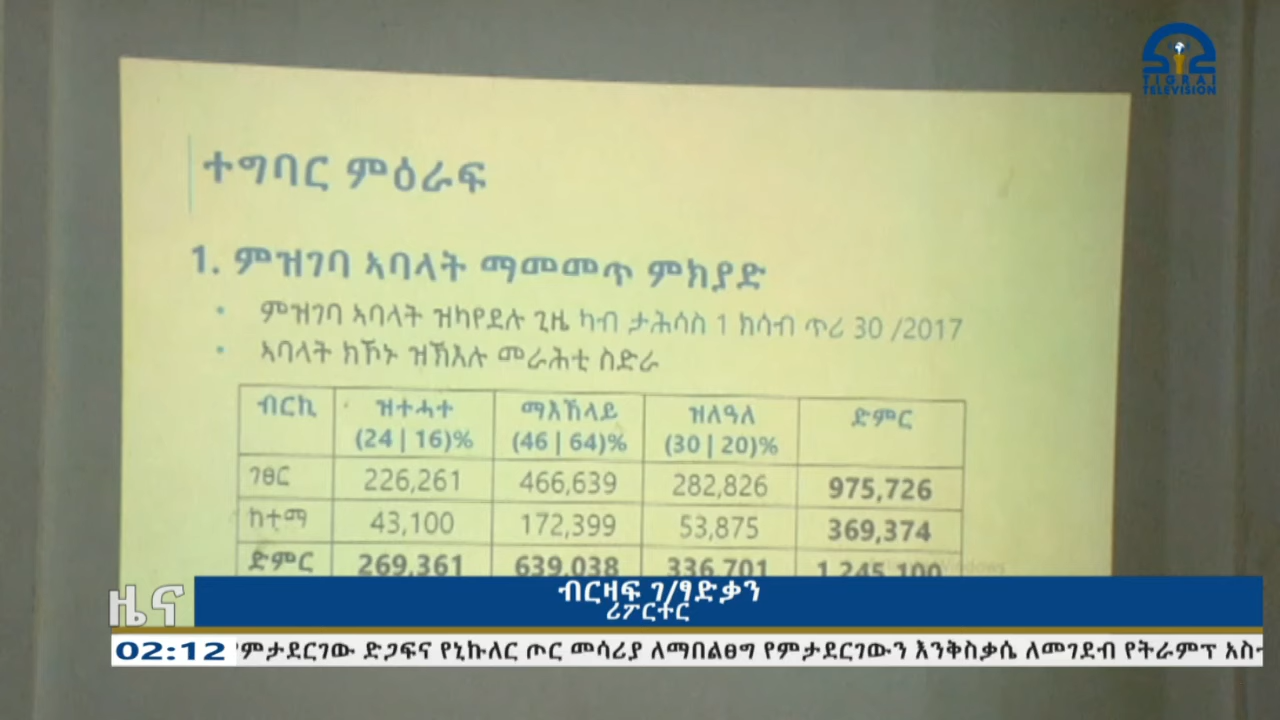 TIGRAI
TELEVISION
ተግባር ምዕራፍ
1. ምዝገባ ኣባላት ማመመጥ ምክያድ
• ምዝገባ ኣባላት ዝካየደሉ ጊዜ ካብ ታሕሳስ 1 ክሳብ ጥሪ 30 /2017
• ኣባላት ክኾኑ ዝኽእሉ መራሕቲ ስድራ
ብርኪ ዝተሓተ ማእኸላይ ዝለዓለ ድምር
(24 | 16)% (46 | 64)% (30 | 20)%
ገፀር 226,261 466,639 282,826 975,726
ከተማ 43,100 172,399 53,875 369,374
ድምር 269,361 639,038 336,701 1,245,100
ዜና
ብርዛፍ ገ/ፃድቃን
ሪፖርተር
02:12 የምታደርገው ድጋፍና የኒኩለር ጦር መሳሪያ ለማበልፀግ የምታደርገውን እንቅስቃሴ ለመገደብ የትራምፕ